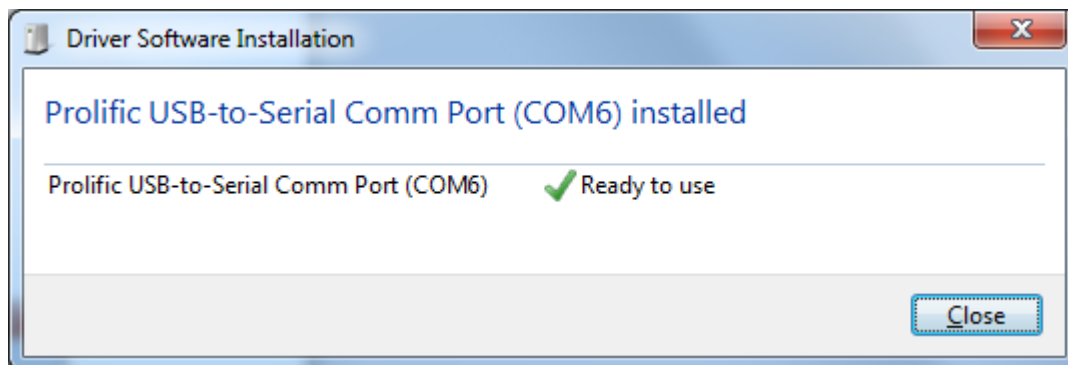 Driver Software Installation
Prolific USB-to-Serial Comm Port (COM6) installed
Prolific USB-to-Serial Comm Port (COM6) Ready to use
Close